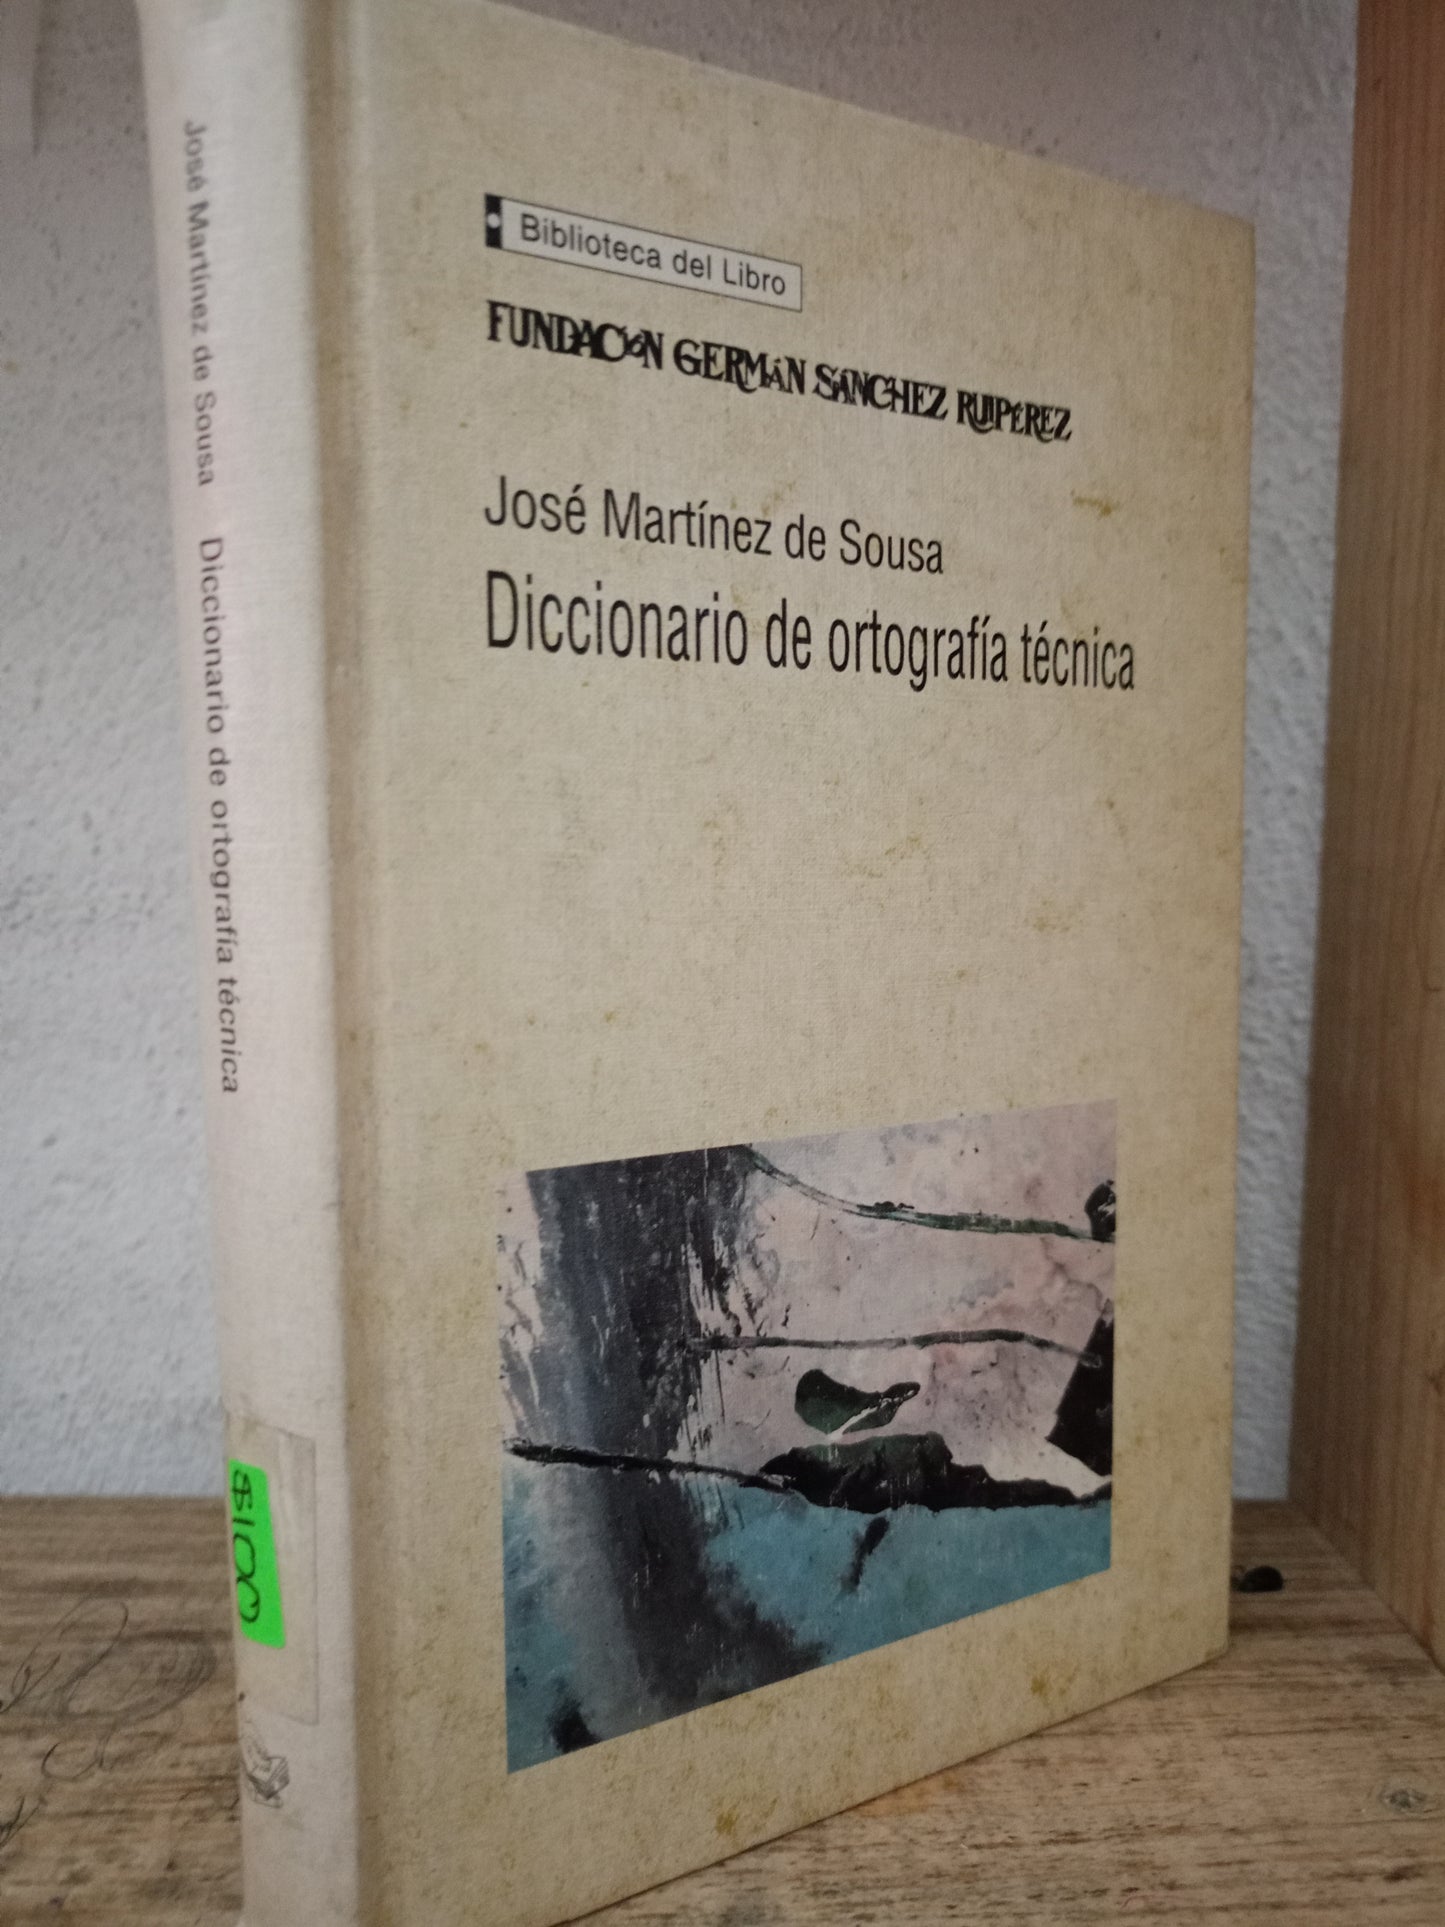 José Martínez de Sousa Diccionario de ortografía técnica
$100
Biblioteca del Libro
FUNDACIÓN GERMÁN SÁNCHEZ RUIPÉREZ
José Martínez de Sousa
Diccionario de ortografía técnica